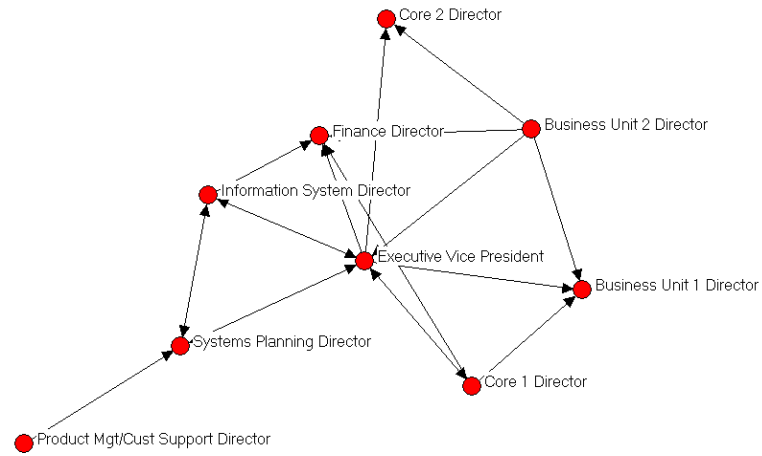 Core 2 Director
Business Unit 2 Director
Finance Director
Information System Director
Executive Vice President
Business Unit 1 Director
Systems Planning Director
Core 1 Director
Product Mgt/Cust Support Director